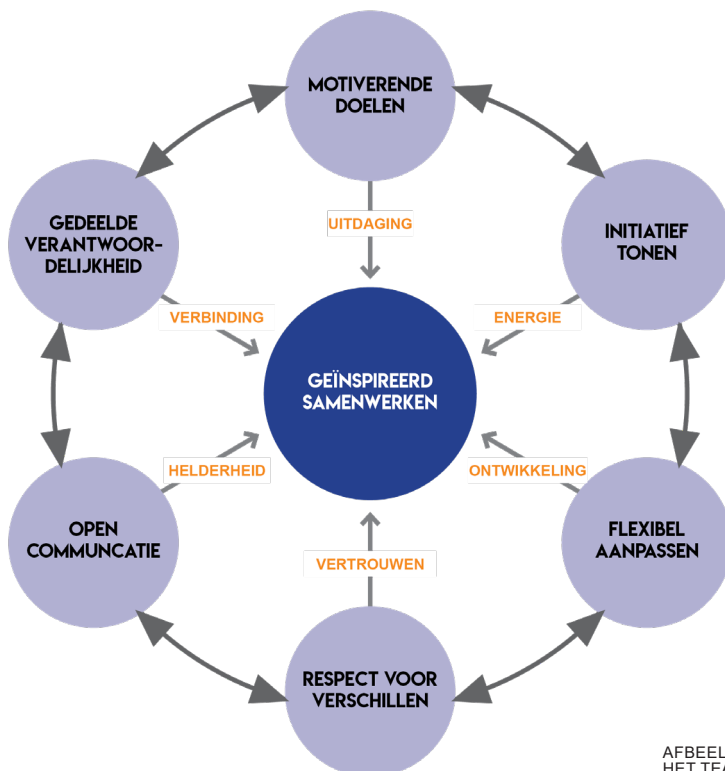 MOTIVERENDE
DOELEN
UITDAGING
GEDEELDE
VERANTWOOR-
DELIJKHEID
INITIATIEF
TONEN
VERBINDING
ENERGIE
GEÏNSPIREERD
SAMENWERKEN
HELDERHEID
ONTWIKKELING
OPEN
COMMUNCATIE
FLEXIBEL
AANPASSEN
VERTROUWEN
RESPECT VOOR
VERSCHILLEN
HET